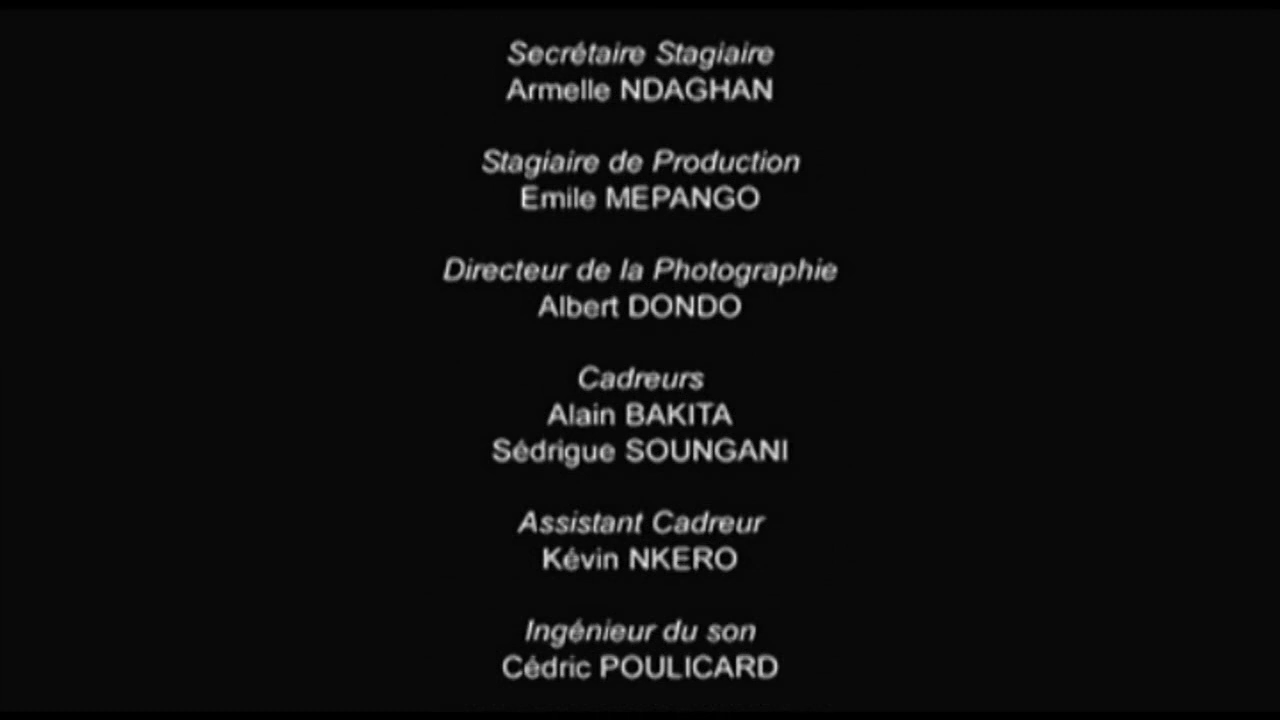 Secrétaire Stagiaire
Armelle NDAGHAN
Stagiaire de Production
Emile MEPANGO
Directeur de la Photographie
Albert DONDO
Cadreurs
Alain BAKITA
Sédrigue SOUNGANI
Assistant Cadreur
Kévin NKERO
Ingénieur du son
Cédric POULICARD